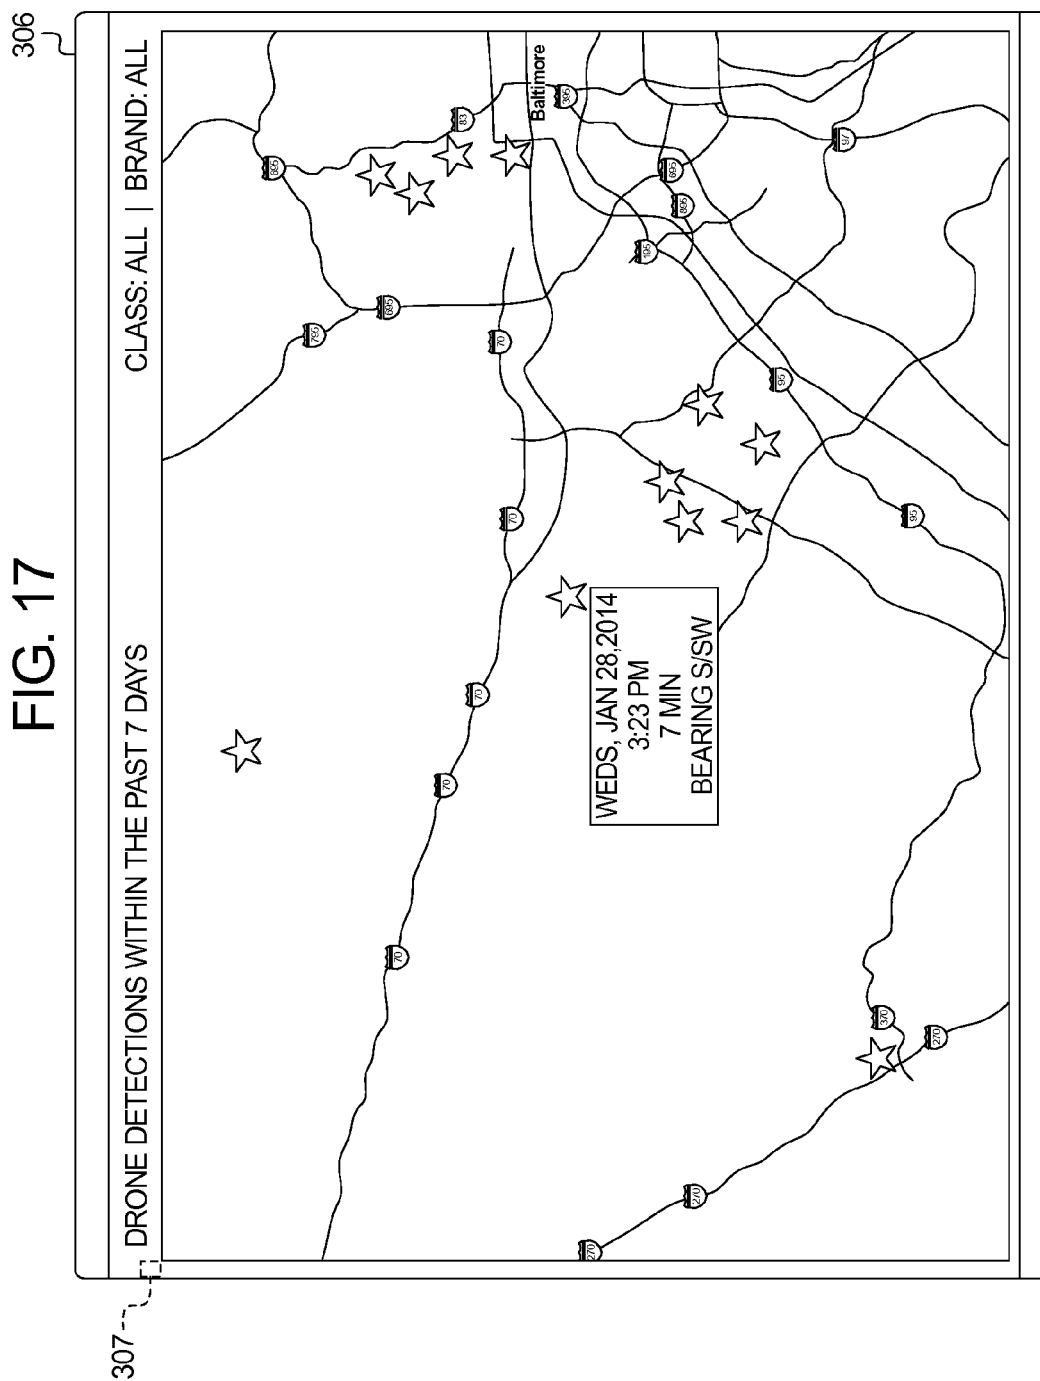 FIG. 17
306
307
DRONE DETECTIONS WITHIN THE PAST 7 DAYS
CLASS: ALL | BRAND: ALL
695
795
695
70
70
83
70
70
70
Baltimore
395
270
WEDS, JAN 28,2014
3:23 PM
7 MIN
BEARING S/SW
195
695
895
270
95
97
370
95
270